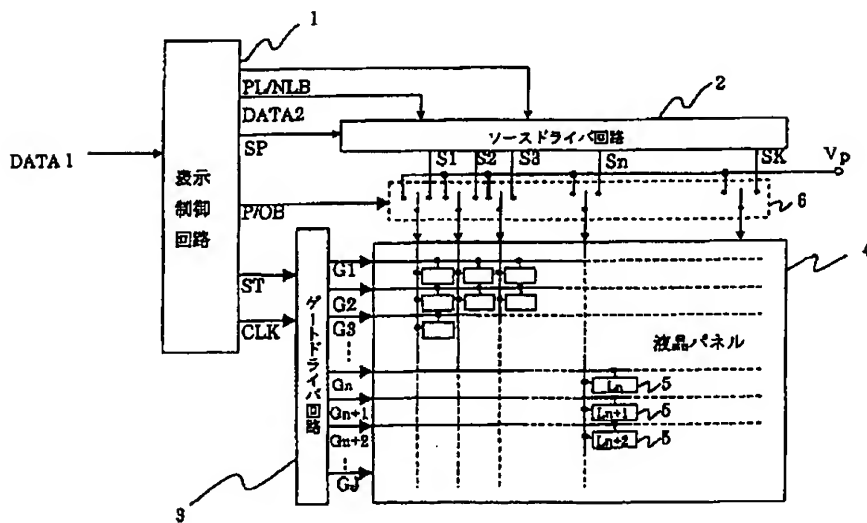 1
PL/NLB
DATA2
SP
2
ソースドライバ回路
DATA1
表示
制御
回路
S1
S2
S3
Sn
SK
Vp
P/OB
6
ST
CLK
ゲートドライバ回路
G1
G2
G3
Gn
Gn+1
Gn+2
GJ
4
液晶パネル
Ln
5
Ln+1
5
Ln+2
5
3